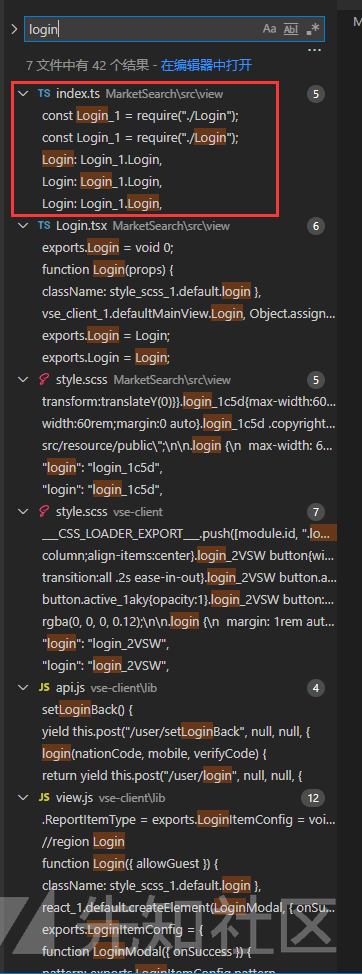 login
Aa Abl .*
...
7 文件中有 42 个结果 - 在编辑器中打开
TS index.ts MarketSearch\src\view 5
const Login_1 = require("./Login");
const Login_1 = require("./Login");
Login: Login_1.Login,
Login: Login_1.Login,
Login: Login_1.Login,
TS Login.tsx MarketSearch\src\view 6
exports.Login = void 0;
function Login(props) {
className: style_scss_1.default.login },
vse_client_1.defaultMainView.Login, Object.assign...
exports.Login = Login;
exports.Login = Login;
style.scss MarketSearch\src\view 5
transform:translateY(0)}}.login_1c5d{max-width:60...
width:60rem;margin:0 auto}.login_1c5d .copyright...
src/resource/public\";\n\n.login {\n  max-width: 6...
"login": "login_1c5d",
"login": "login_1c5d",
style.scss vse-client 7
___CSS_LOADER_EXPORT___.push([module.id, ".lo...
column;align-items:center}.login_2VSW button{wi...
transition:all .2s ease-in-out}.login_2VSW button.a...
button.active_1aky{opacity:1}.login_2VSW button:...
rgba(0, 0, 0, 0.12);\n\n.login {\n  margin: 1rem aut...
"login": "login_2VSW",
"login": "login_2VSW",
JS api.js vse-client\lib 4
setLoginBack() {
yield this.post("/user/setLoginBack", null, null, {
login(nationCode, mobile, verifyCode) {
return yield this.post("/user/login", null, null, {
JS view.js vse-client\lib 12
.ReportItemType = exports.LoginItemConfig = voi...
//region Login
function Login({ allowGuest }) {
className: style_scss_1.default.login },
react_1.default.createElement(LoginModal, { onSu...
exports.LoginItemConfig = {
function LoginModal({ onSuccess }) {
pattern: exports.LoginItemConfig.pattern
先知社区